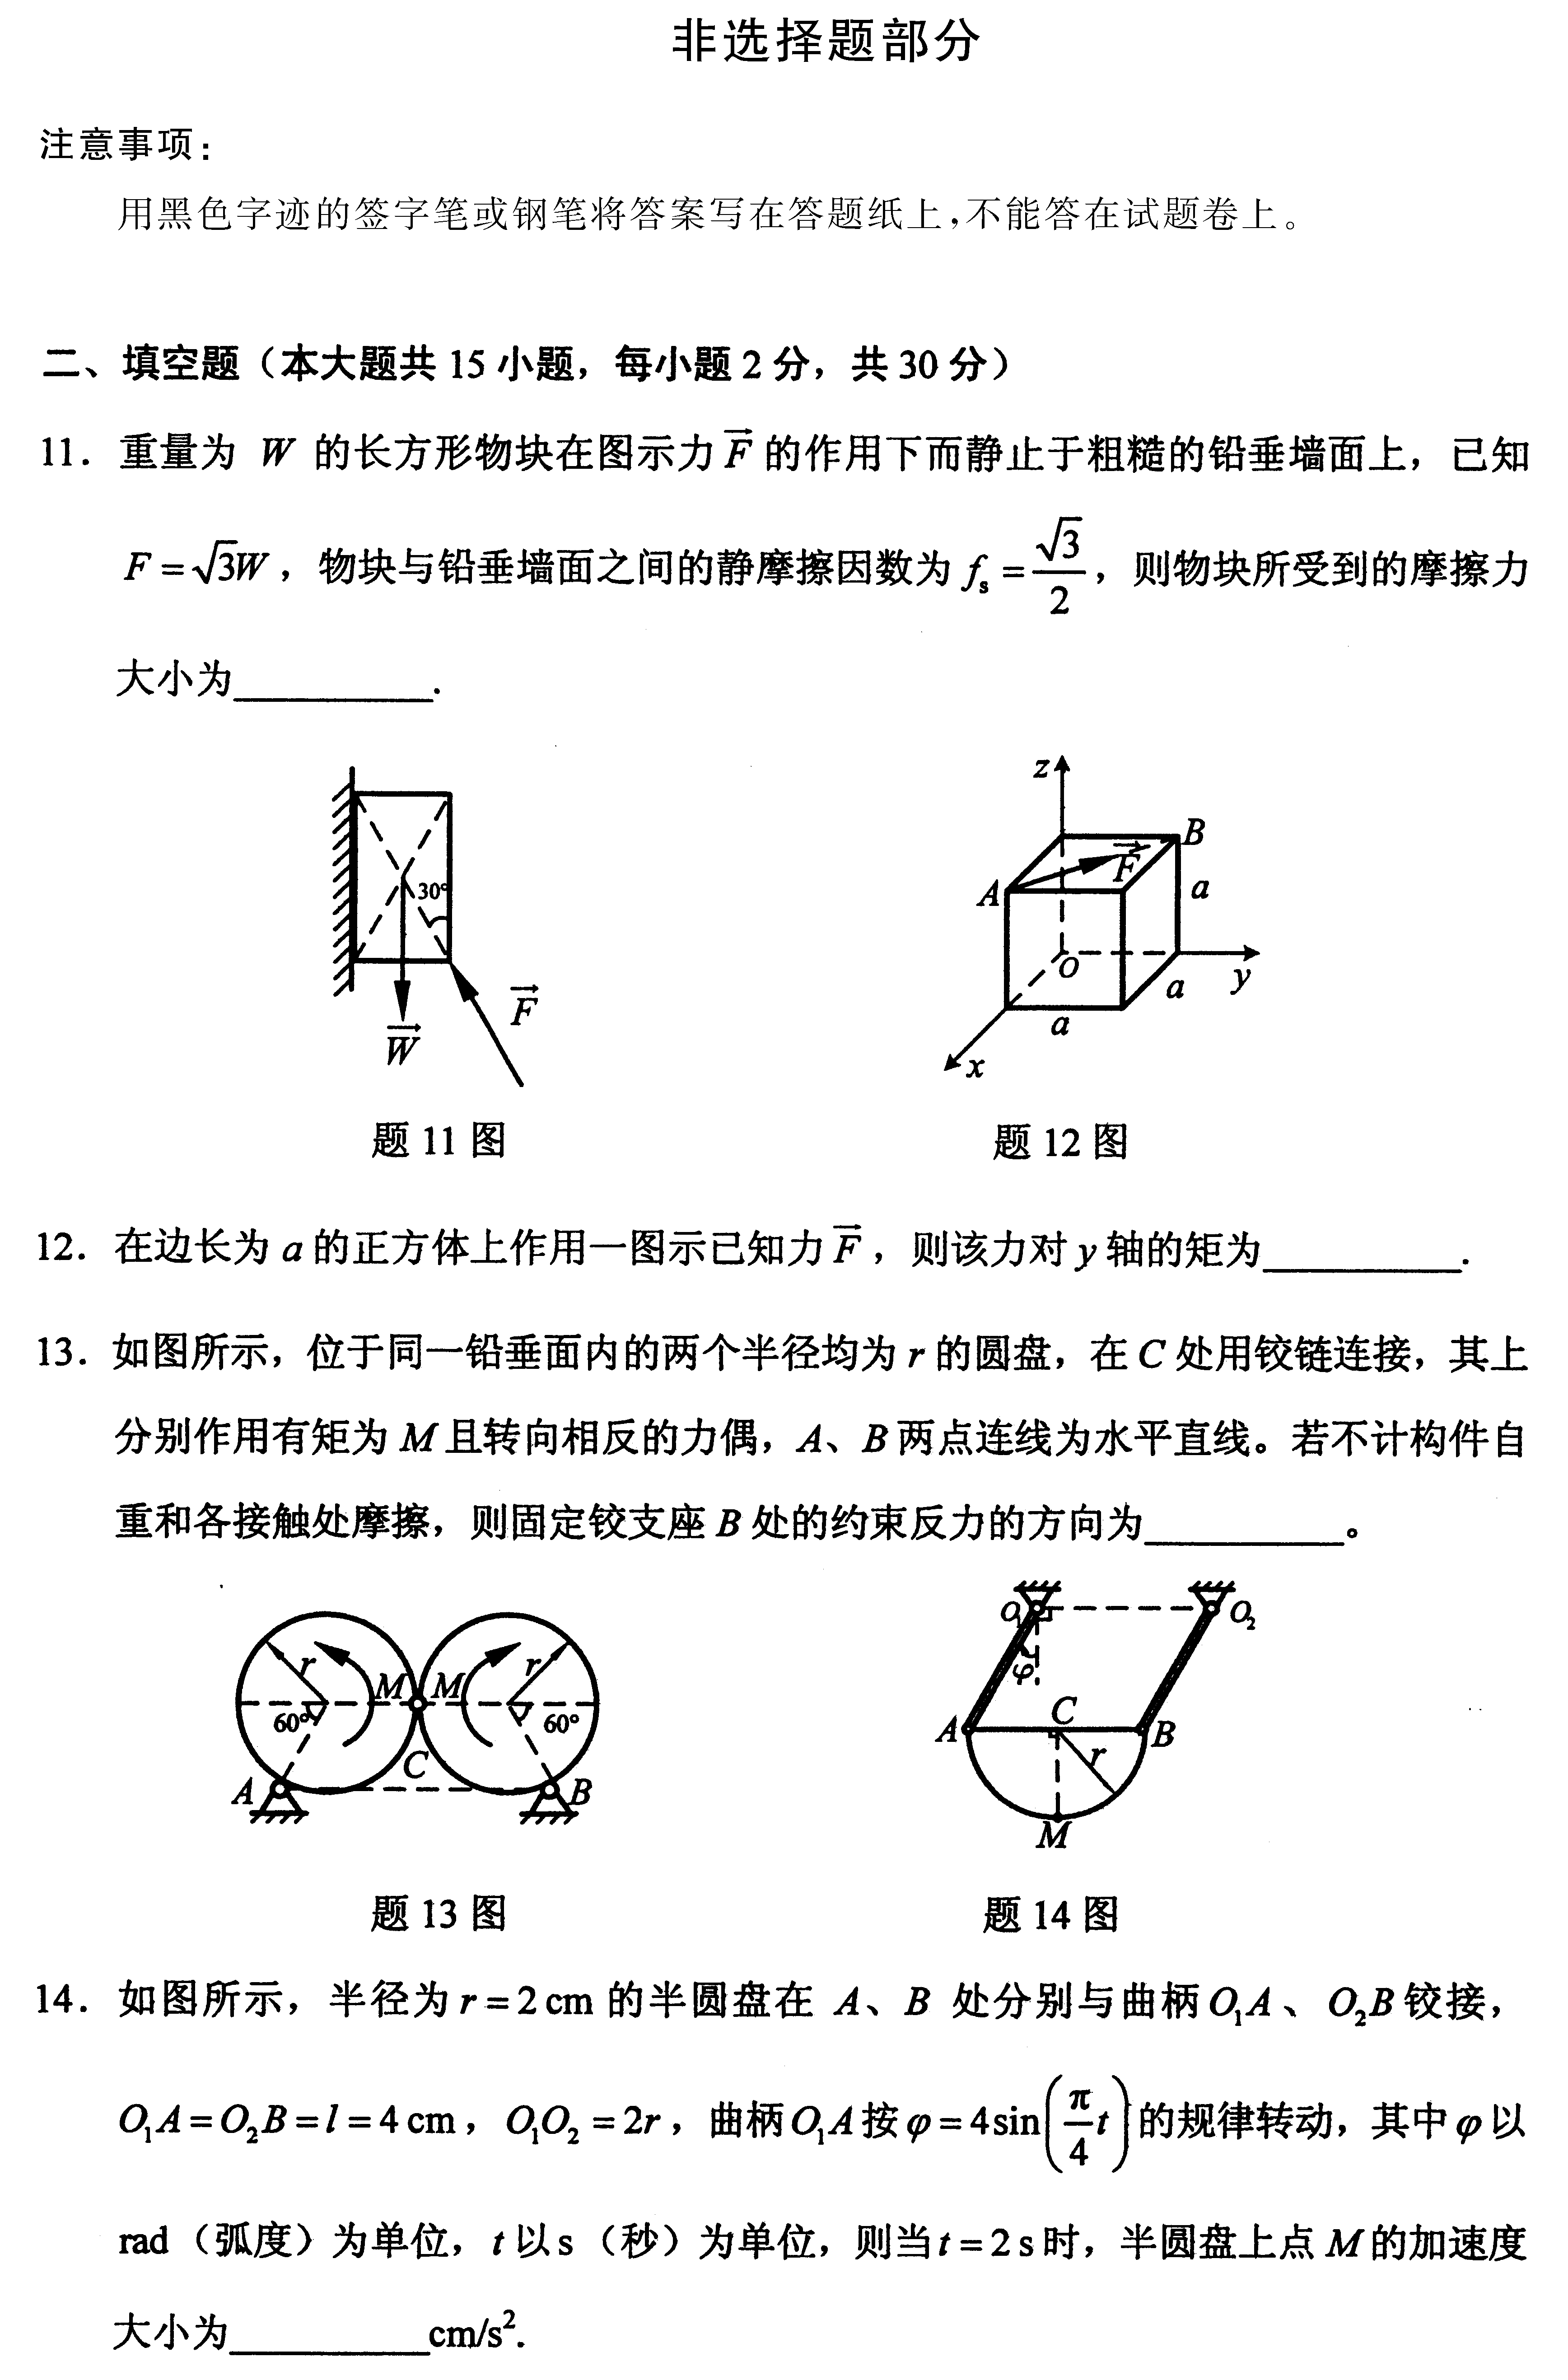 非选择题部分
注意事项:
用黑色字迹的签字笔或钢笔将答案写在答题纸上,不能答在试题卷上。
二、填空题（本大题共 15 小题，每小题 2 分，共 30 分）
11. 重量为 W 的长方形物块在图示力 F⃗ 的作用下而静止于粗糙的铅垂墙面上，已知
F = √3W ，物块与铅垂墙面之间的静摩擦因数为 fₛ = √3/2 ，则物块所受到的摩擦力
大小为__________.
30°
W⃗
F⃗
题 11 图
z
A
B
F⃗
a
O
a
y
a
x
题 12 图
12. 在边长为 a 的正方体上作用一图示已知力 F⃗ ，则该力对 y 轴的矩为__________.
13. 如图所示，位于同一铅垂面内的两个半径均为 r 的圆盘，在 C 处用铰链连接，其上
分别作用有矩为 M 且转向相反的力偶，A、B 两点连线为水平直线。若不计构件自
重和各接触处摩擦，则固定铰支座 B 处的约束反力的方向为__________。
r
M
M
r
60°
60°
C
A
B
题 13 图
O₁
O₂
φ
A
C
B
r
M
题 14 图
14. 如图所示，半径为 r = 2 cm 的半圆盘在 A、B 处分别与曲柄 O₁A 、 O₂B 铰接，
O₁A = O₂B = l = 4 cm ， O₁O₂ = 2r ，曲柄 O₁A 按 φ = 4sin(π/4 t) 的规律转动，其中 φ 以
rad（弧度）为单位，t 以 s（秒）为单位，则当 t = 2 s 时，半圆盘上点 M 的加速度
大小为__________cm/s².